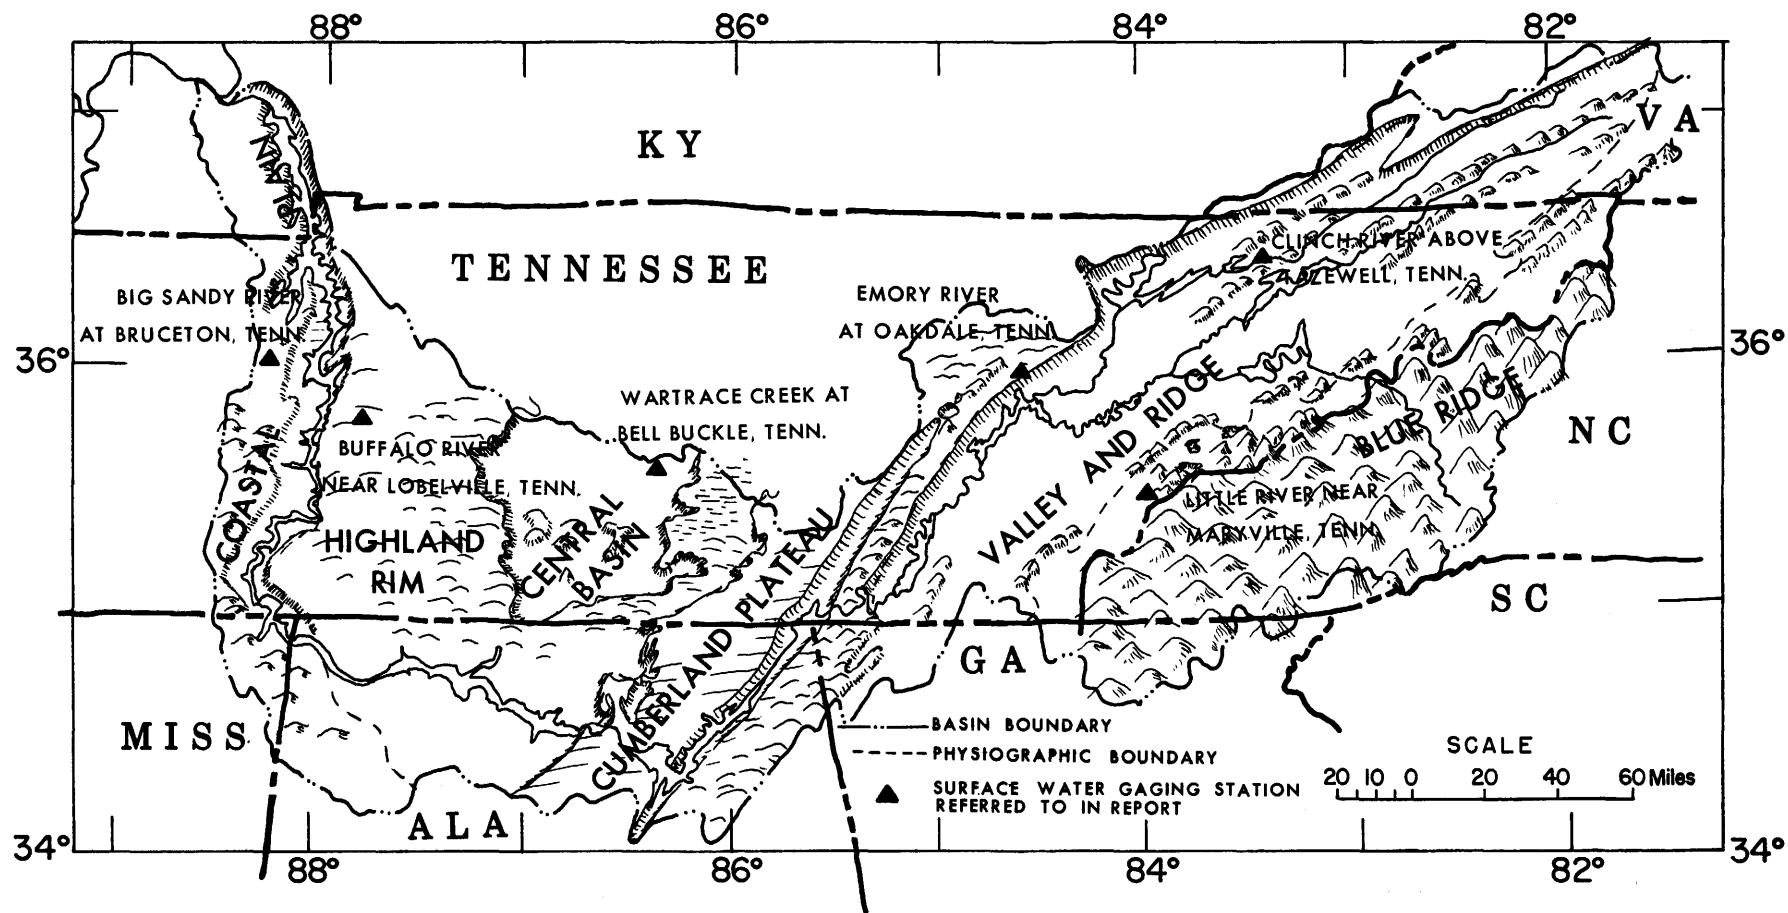 88° 86° 84° 82°
VA
KY
PLAIN
TENNESSEE
CLINCH RIVER ABOVE
TAZEWELL, TENN.
BIG SANDY RIVER
AT BRUCETON, TENN.
EMORY RIVER
AT OAKDALE, TENN.
36° 36°
WARTRACE CREEK AT
BELL BUCKLE, TENN.
BUFFALO RIVER
NEAR LOBELVILLE, TENN.
COASTAL
HIGHLAND
RIM
CENTRAL
BASIN
CUMBERLAND PLATEAU
VALLEY AND RIDGE
BLUE RIDGE
NC
LITTLE RIVER NEAR
MARYVILLE, TENN.
SC
GA
MISS
ALA
BASIN BOUNDARY
PHYSIOGRAPHIC BOUNDARY
SURFACE WATER GAGING STATION
REFERRED TO IN REPORT
SCALE
20 10 0 20 40 60 Miles
34° 34°
88° 86° 84° 82°